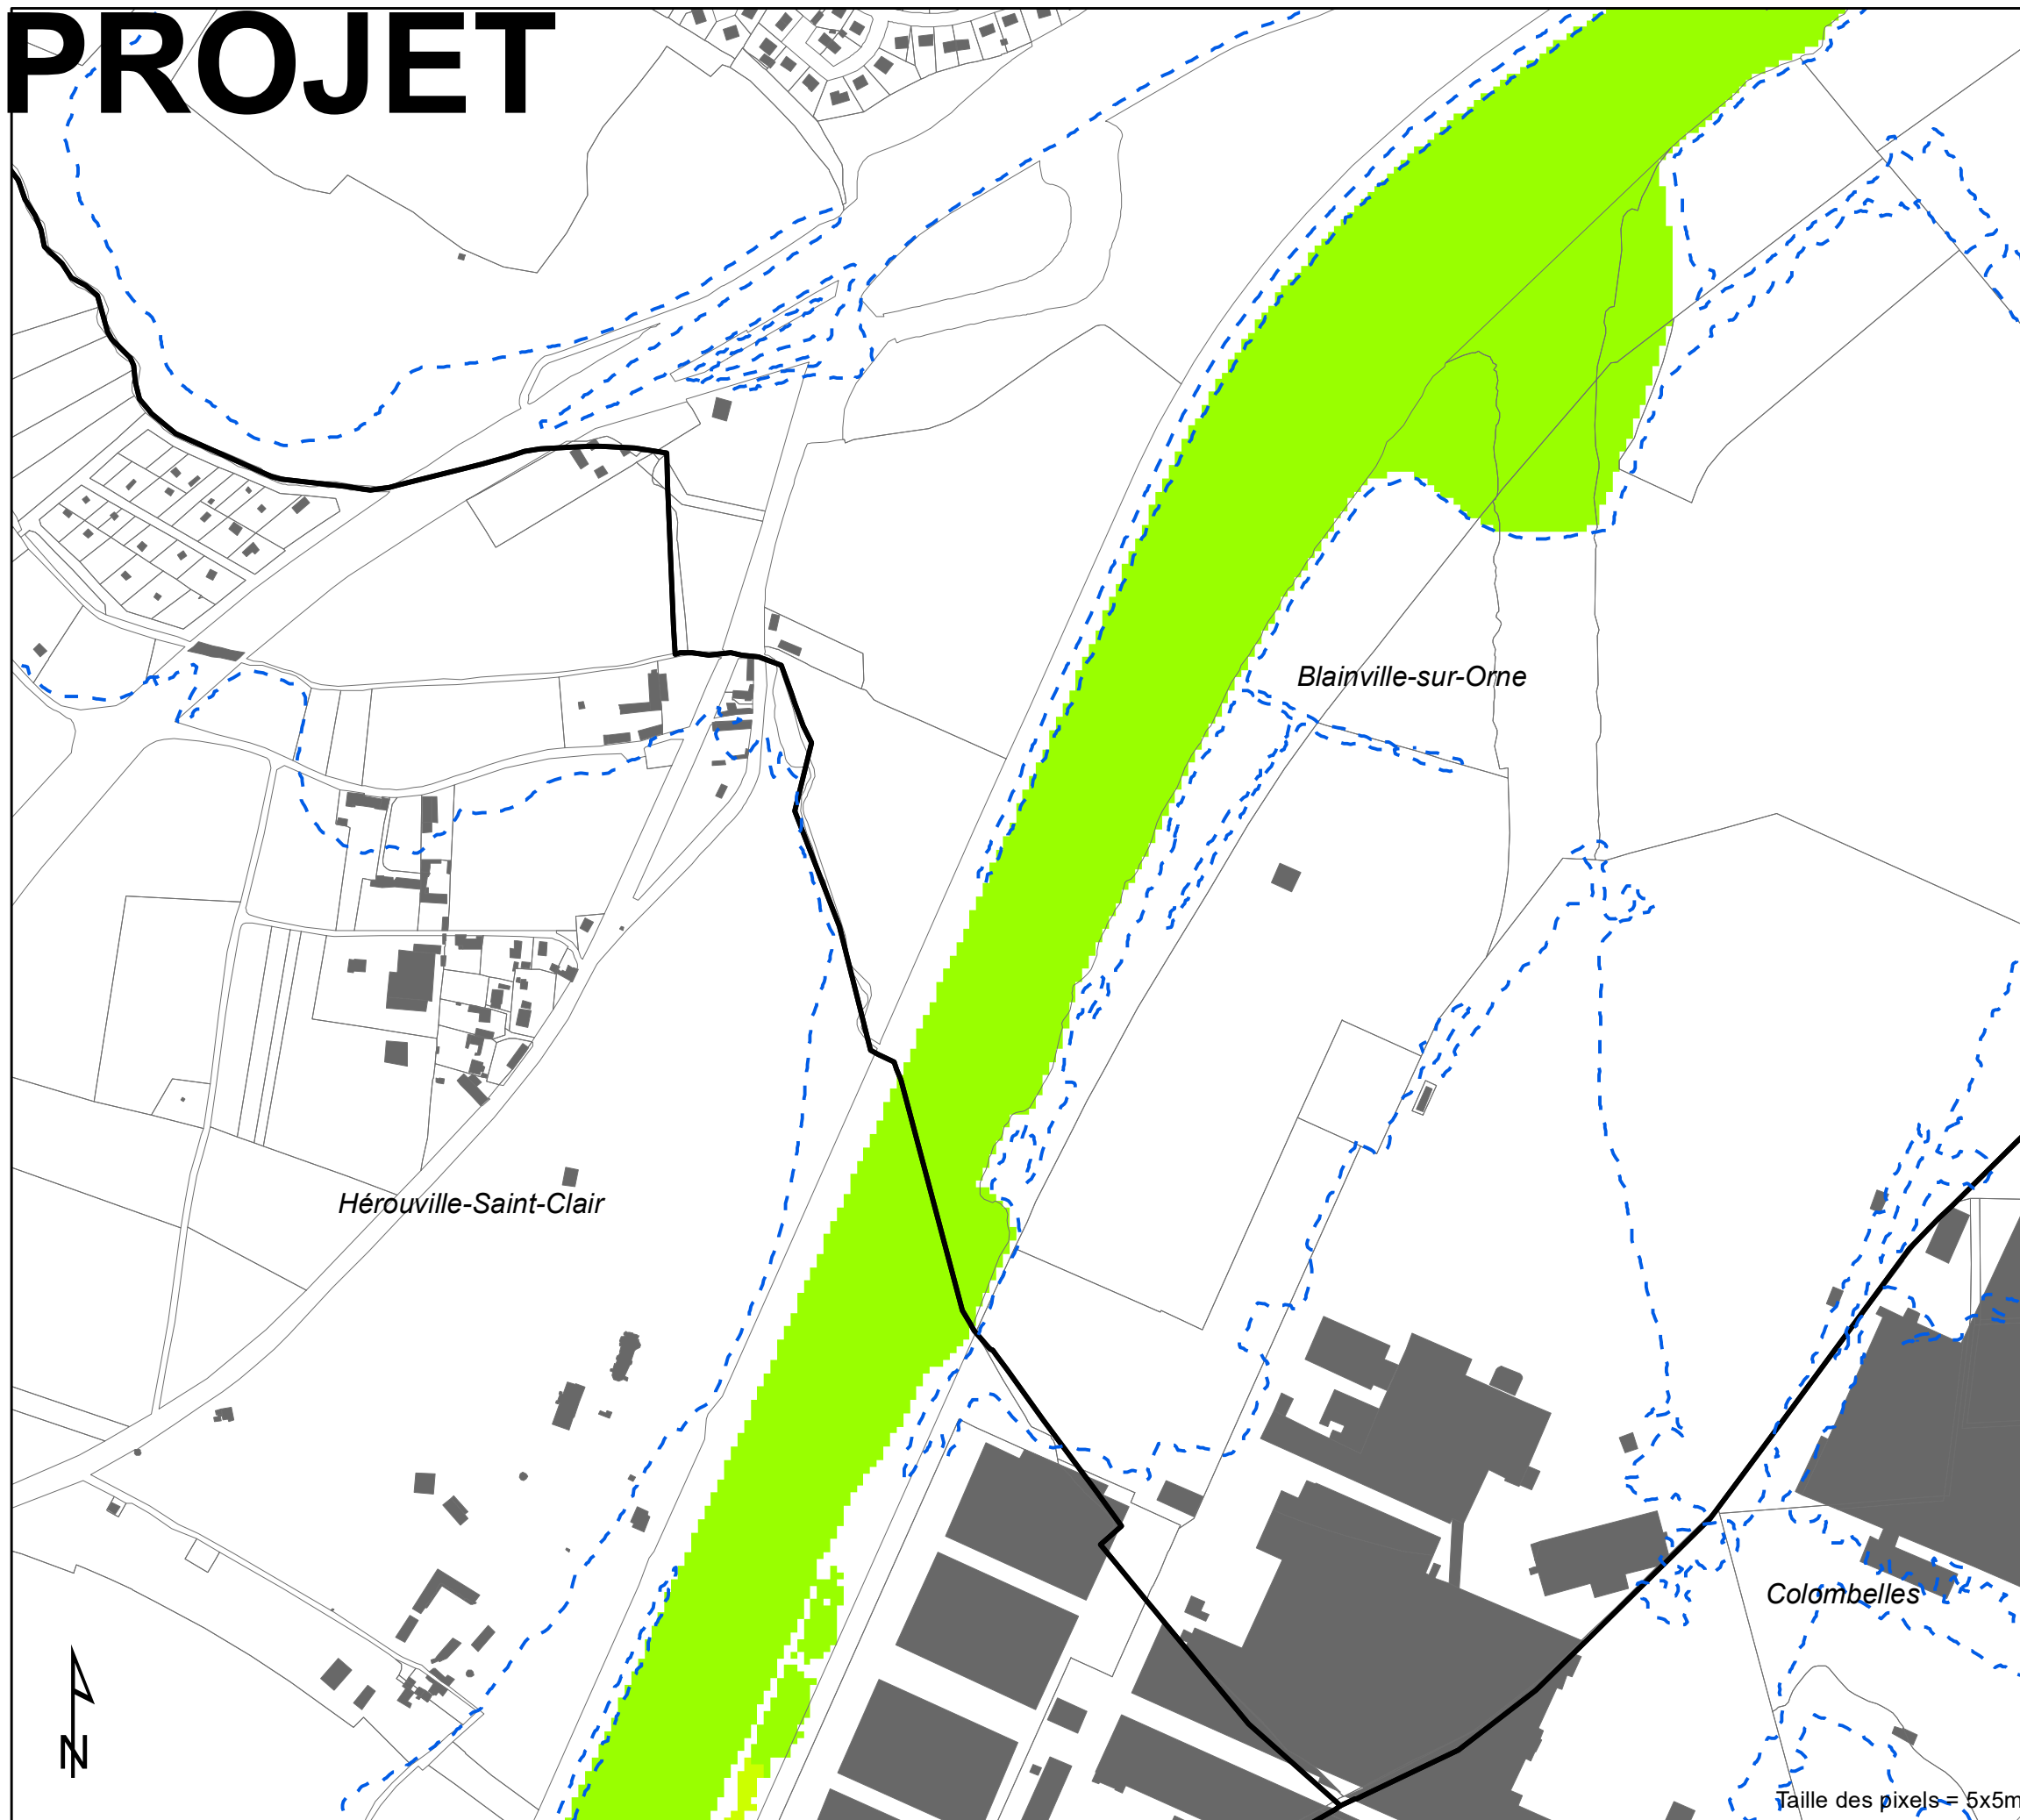 PROJET
Blainville-sur-Orne
Hérouville-Saint-Clair
Colombelles
N
Taille des pixels = 5x5m